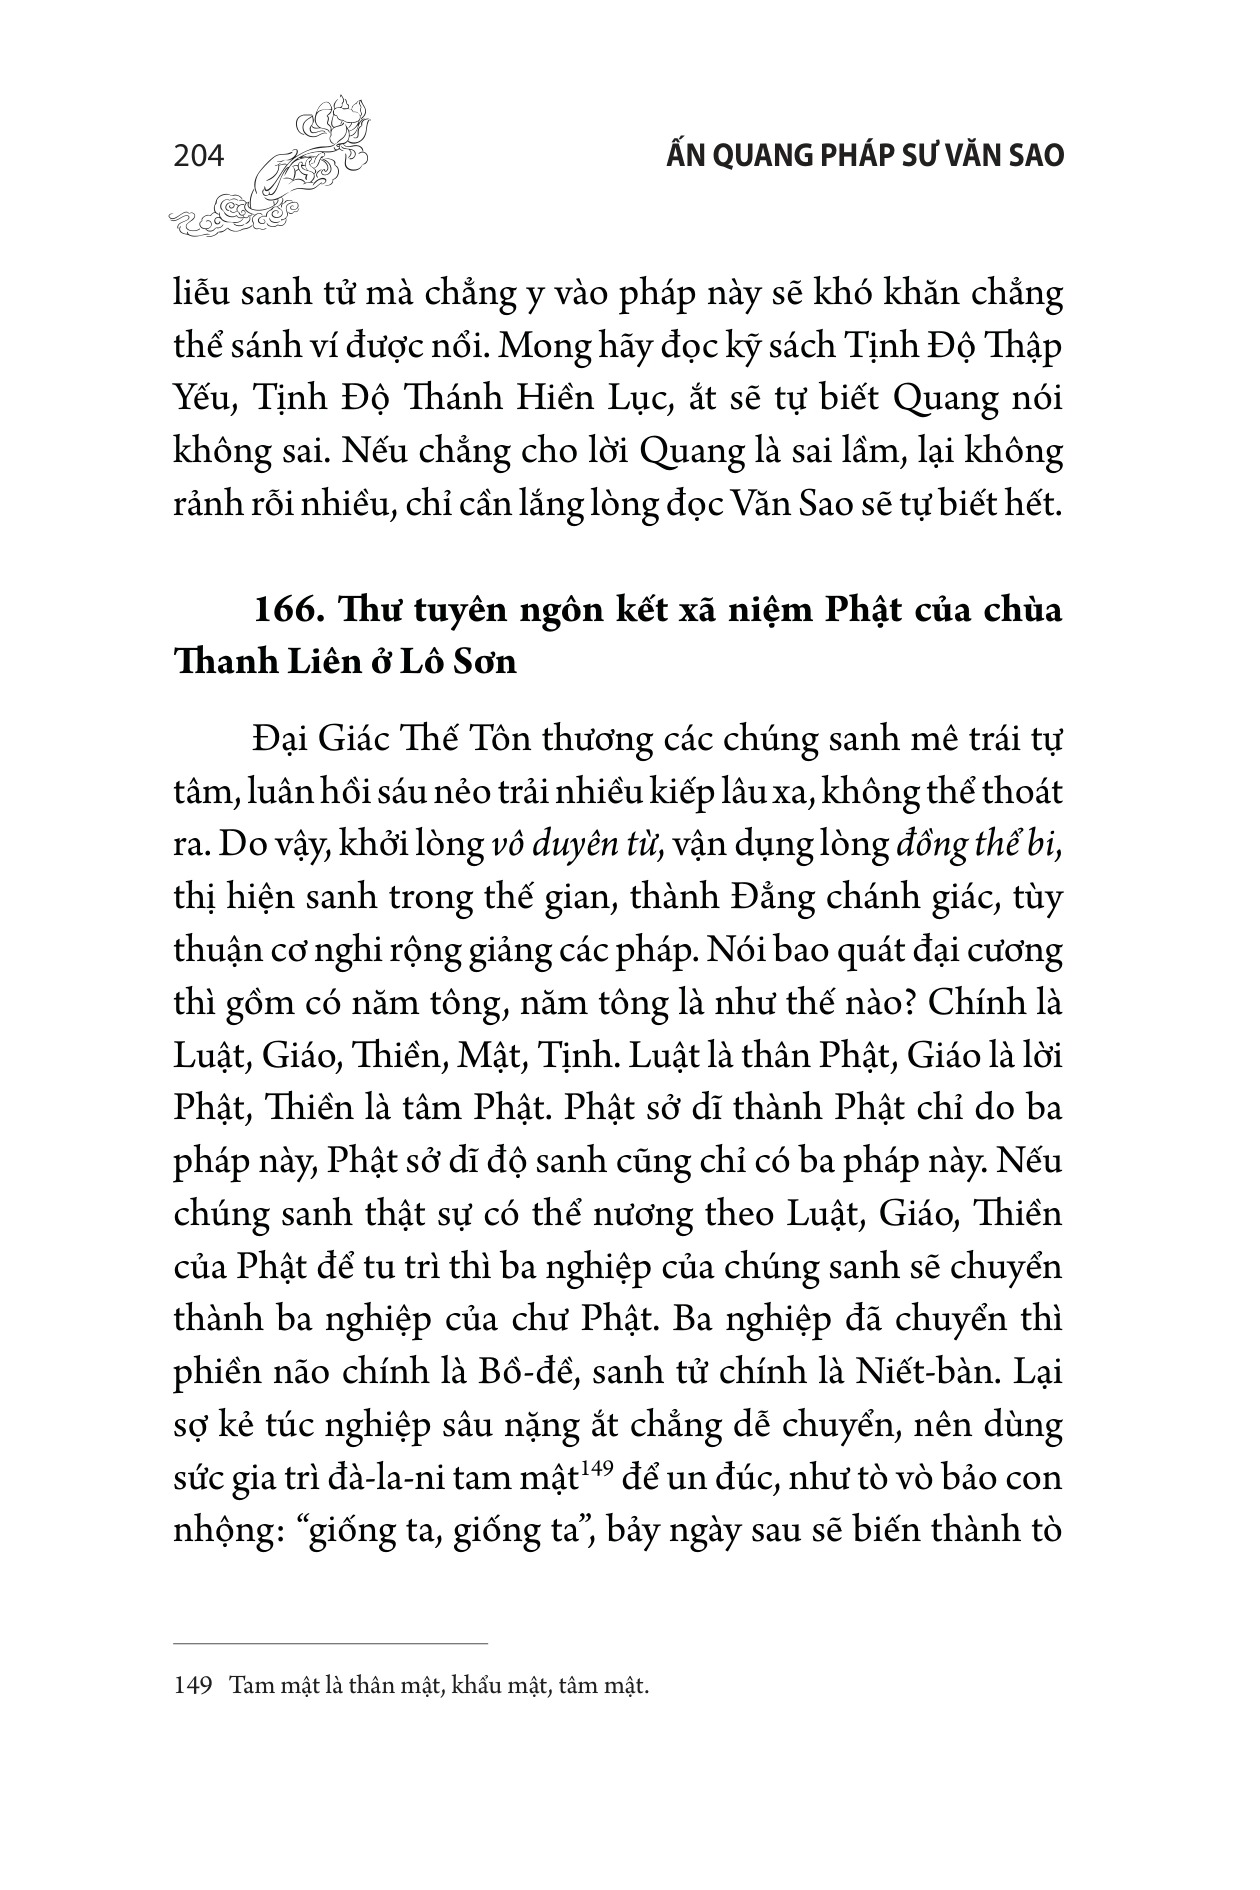 204
ẤN QUANG PHÁP SƯ VĂN SAO
liễu sanh tử mà chẳng y vào pháp này sẽ khó khăn chẳng
thể sánh ví được nổi. Mong hãy đọc kỹ sách Tịnh Độ Thập
Yếu, Tịnh Độ Thánh Hiền Lục, ắt sẽ tự biết Quang nói
không sai. Nếu chẳng cho lời Quang là sai lầm, lại không
rảnh rỗi nhiều, chỉ cần lắng lòng đọc Văn Sao sẽ tự biết hết.
166. Thư tuyên ngôn kết xã niệm Phật của chùa
Thanh Liên ở Lô Sơn
Đại Giác Thế Tôn thương các chúng sanh mê trái tự
tâm, luân hồi sáu nẻo trải nhiều kiếp lâu xa, không thể thoát
ra. Do vậy, khởi lòng vô duyên từ, vận dụng lòng đồng thể bi,
thị hiện sanh trong thế gian, thành Đẳng chánh giác, tùy
thuận cơ nghi rộng giảng các pháp. Nói bao quát đại cương
thì gồm có năm tông, năm tông là như thế nào? Chính là
Luật, Giáo, Thiền, Mật, Tịnh. Luật là thân Phật, Giáo là lời
Phật, Thiền là tâm Phật. Phật sở dĩ thành Phật chỉ do ba
pháp này, Phật sở dĩ độ sanh cũng chỉ có ba pháp này. Nếu
chúng sanh thật sự có thể nương theo Luật, Giáo, Thiền
của Phật để tu trì thì ba nghiệp của chúng sanh sẽ chuyển
thành ba nghiệp của chư Phật. Ba nghiệp đã chuyển thì
phiền não chính là Bồ-đề, sanh tử chính là Niết-bàn. Lại
sợ kẻ túc nghiệp sâu nặng ắt chẳng dễ chuyển, nên dùng
sức gia trì đà-la-ni tam mật149 để un đúc, như tò vò bảo con
nhộng: “giống ta, giống ta”, bảy ngày sau sẽ biến thành tò
149 Tam mật là thân mật, khẩu mật, tâm mật.